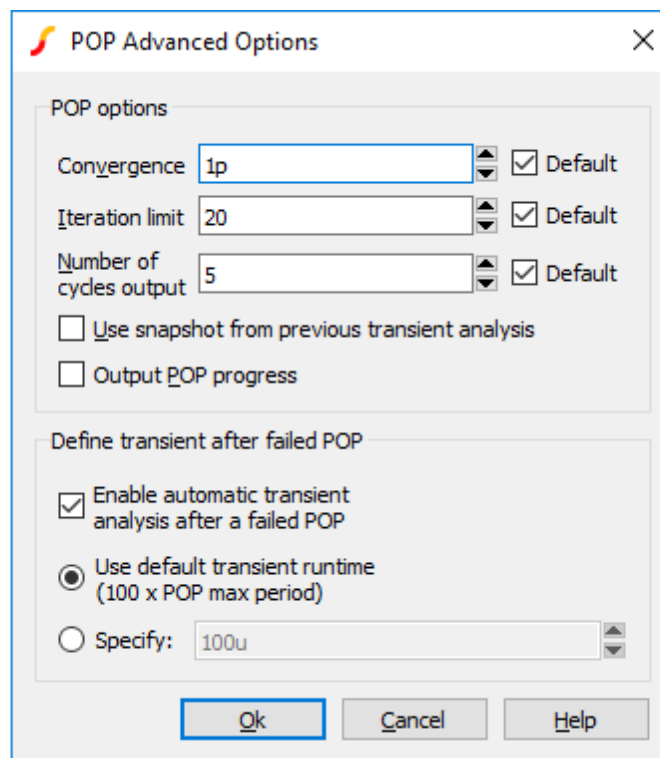 POP Advanced Options
POP options
Convergence 1p Default
Iteration limit 20 Default
Number of
cycles output 5 Default
Use snapshot from previous transient analysis
Output POP progress
Define transient after failed POP
Enable automatic transient
analysis after a failed POP
Use default transient runtime
(100 x POP max period)
Specify: 100u
Ok Cancel Help